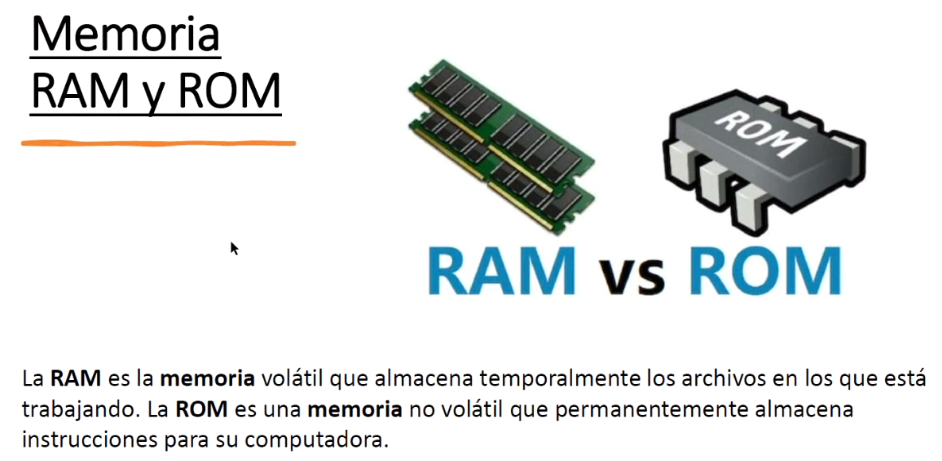 Memoria
RAM y ROM
ROM
RAM vs ROM
La RAM es la memoria volátil que almacena temporalmente los archivos en los que está
trabajando. La ROM es una memoria no volátil que permanentemente almacena
instrucciones para su computadora.